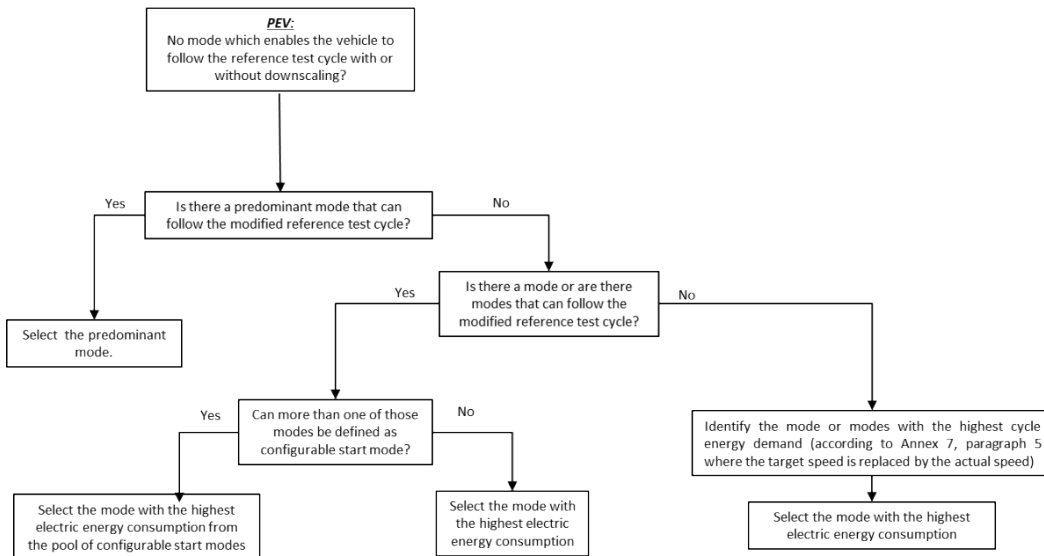 PEV:
No mode which enables the vehicle to
follow the reference test cycle with or
without downscaling?
Yes
Is there a predominant mode that can
follow the modified reference test cycle?
No
Select the predominant
mode.
Yes
Is there a mode or are there
modes that can follow the
modified reference test cycle?
No
Yes
Can more than one of those
modes be defined as
configurable start mode?
No
Identify the mode or modes with the highest cycle
energy demand (according to Annex 7, paragraph 5
where the target speed is replaced by the actual speed)
Select the mode with the highest
electric energy consumption from
the pool of configurable start modes
Select the mode with
the highest electric
energy consumption
Select the mode with the highest
electric energy consumption